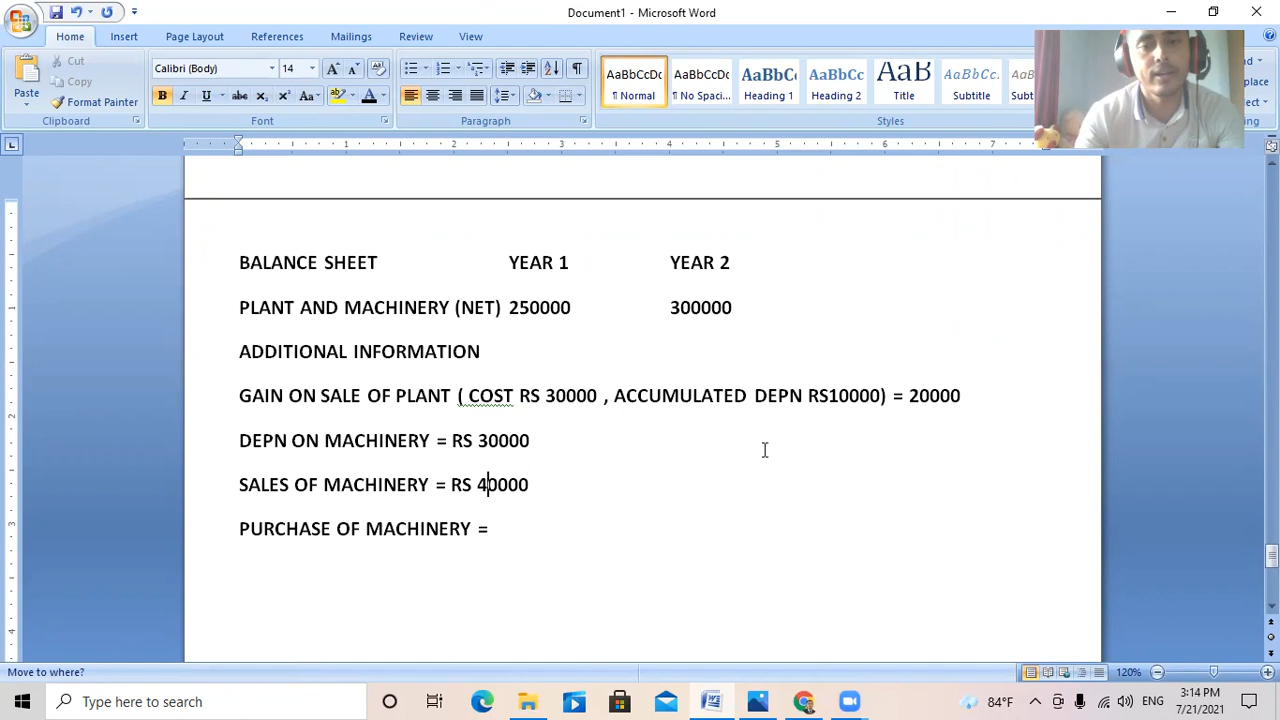 Document1 - Microsoft Word
Home Insert Page Layout References Mailings Review View
Paste
Cut
Copy
Format Painter
Clipboard
Calibri (Body) 14
Font
Paragraph
AaBbCcDc ¶ Normal
AaBbCcDc ¶ No Spaci...
AaBbCc Heading 1
AaBbCc Heading 2
AaB Title
AaBbCc. Subtitle
Styles
BALANCE SHEET YEAR 1 YEAR 2
PLANT AND MACHINERY (NET) 250000 300000
ADDITIONAL INFORMATION
GAIN ON SALE OF PLANT ( COST RS 30000 , ACCUMULATED DEPN RS10000) = 20000
DEPN ON MACHINERY = RS 30000
SALES OF MACHINERY = RS 40000
PURCHASE OF MACHINERY =
Move to where? 120%
Type here to search 84°F ENG 3:14 PM
7/21/2021